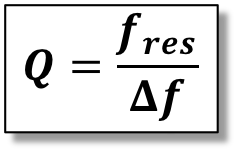 Q = f_res / Δf